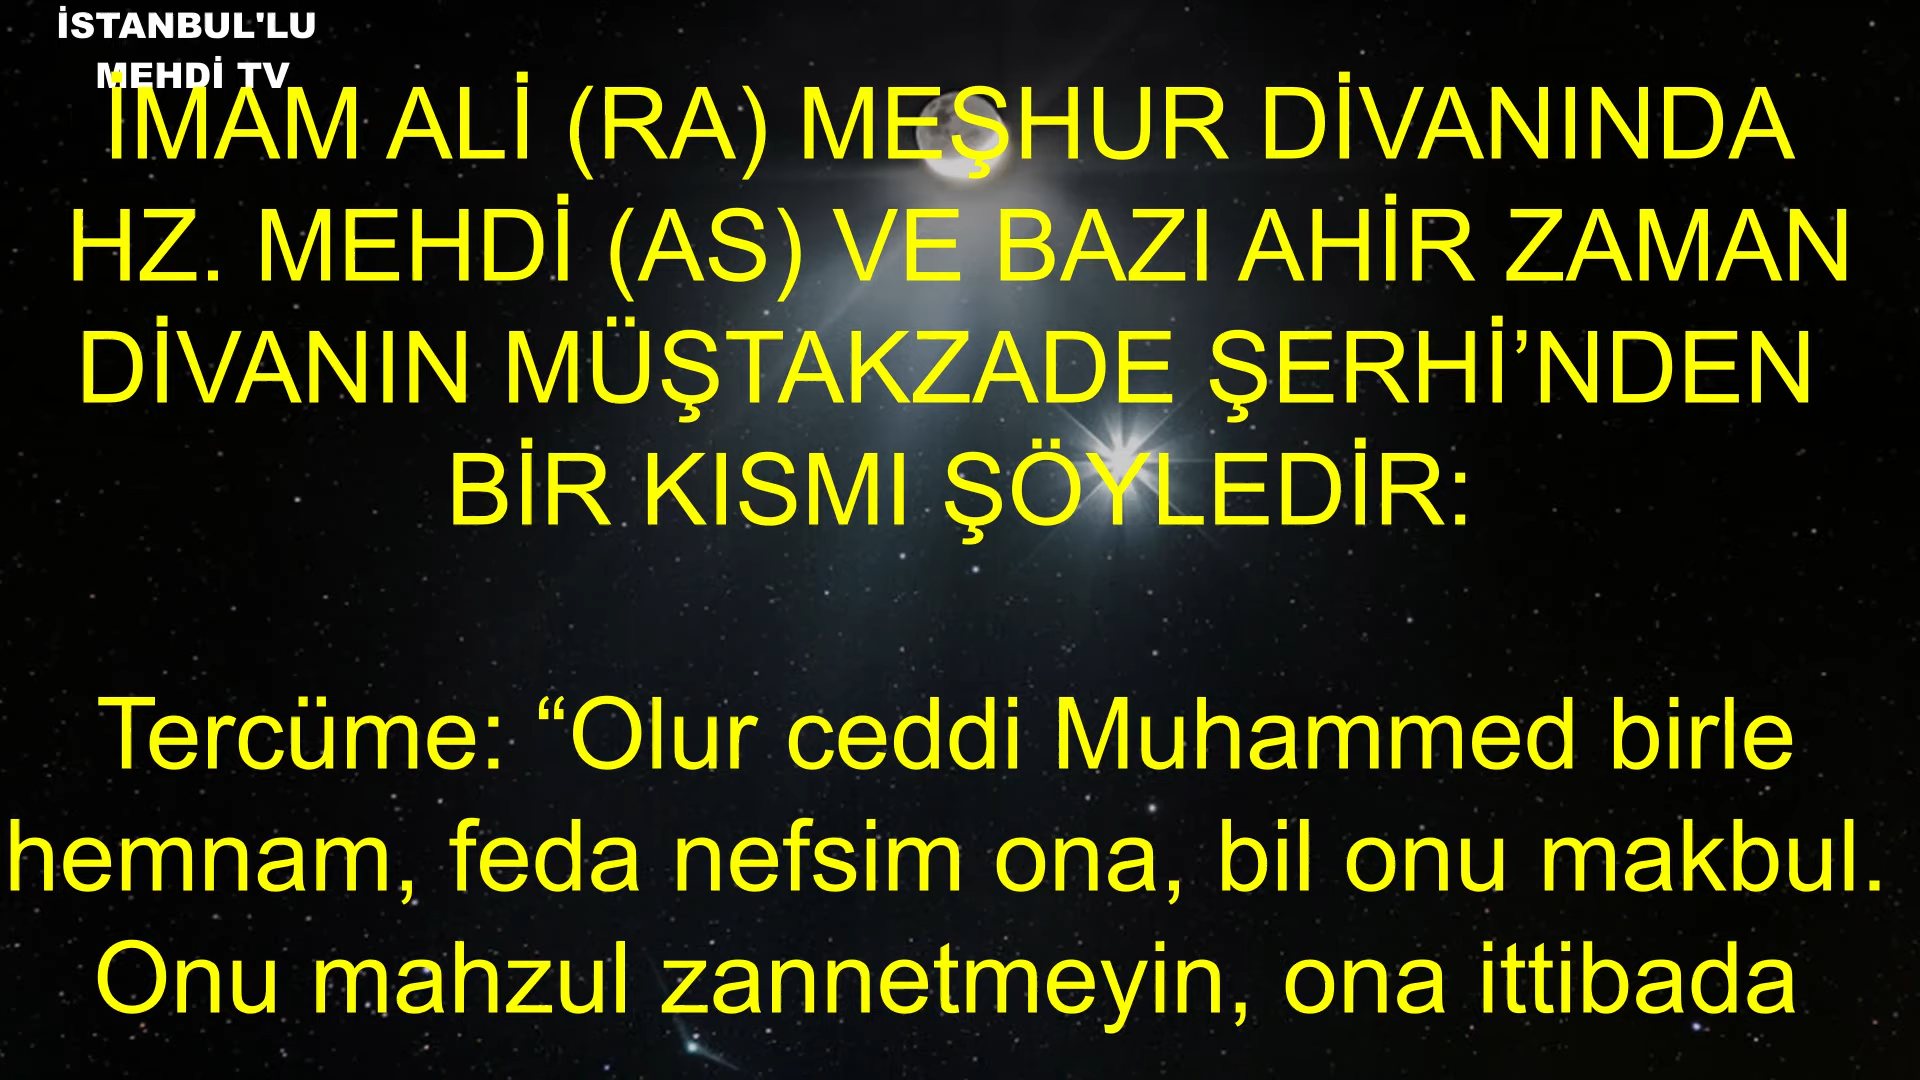 İSTANBUL'LU
MEHDİ TV
İMAM ALİ (RA) MEŞHUR DİVANINDA
HZ. MEHDİ (AS) VE BAZI AHİR ZAMAN
DİVANIN MÜŞTAKZADE ŞERHİ’NDEN
BİR KISMI ŞÖYLEDİR:
Tercüme: “Olur ceddi Muhammed birle
hemnam, feda nefsim ona, bil onu makbul.
Onu mahzul zannetmeyin, ona ittibada